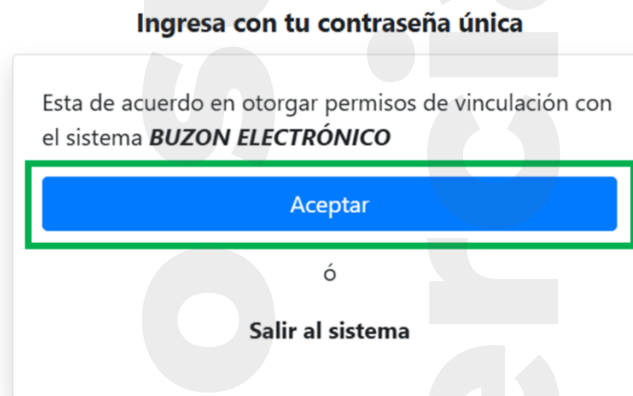 Ingresa con tu contraseña única
Esta de acuerdo en otorgar permisos de vinculación con
el sistema BUZON ELECTRÓNICO
Aceptar
ó
Salir al sistema